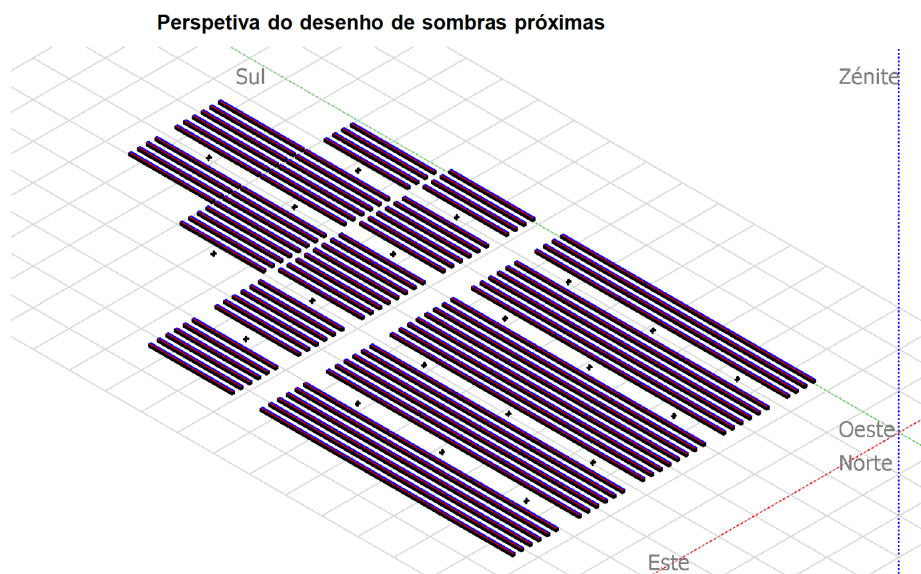 Perspetiva do desenho de sombras próximas
Sul
Zénite
Oeste
Norte
Este